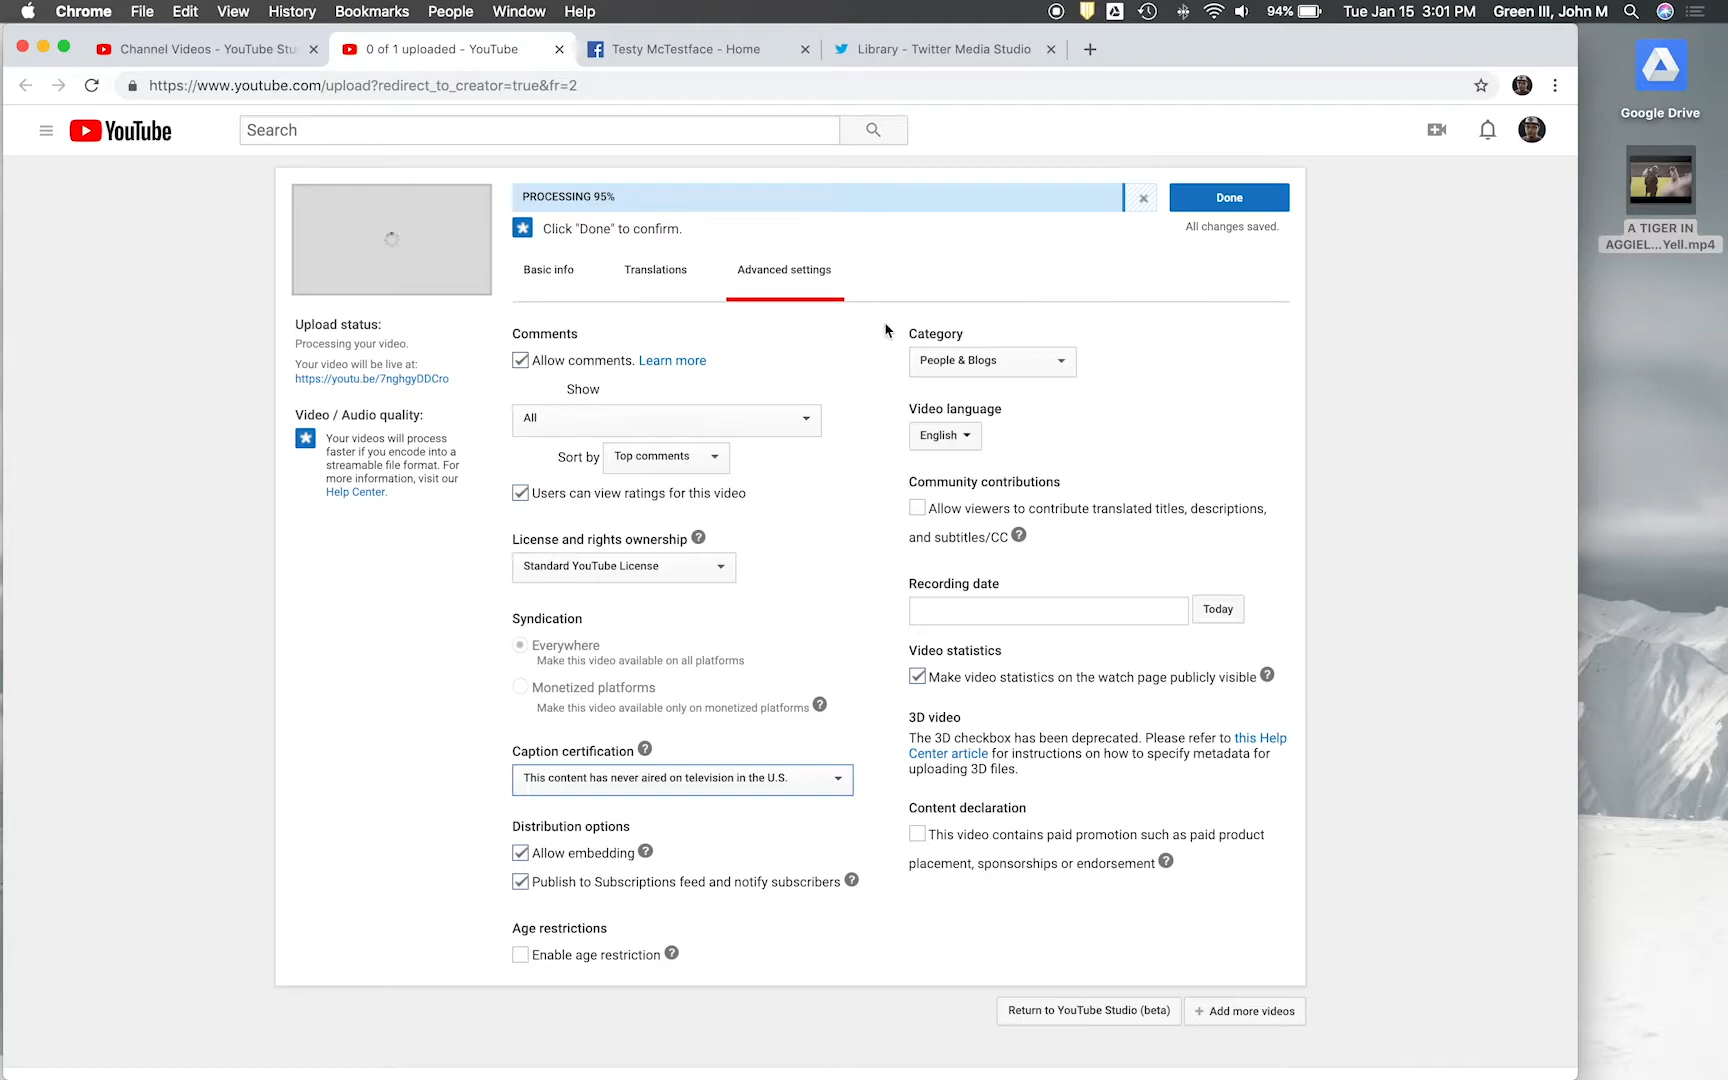 Chrome File Edit View History Bookmarks People Window Help
94% Tue Jan 15 3:01 PM Green III, John M
Channel Videos - YouTube Stu
0 of 1 uploaded - YouTube
Testy McTestface - Home
Library - Twitter Media Studio
https://www.youtube.com/upload?redirect_to_creator=true&fr=2
Google Drive
YouTube
Search
A TIGER IN
AGGIEL...Yell.mp4
PROCESSING 95%
Done
Click "Done" to confirm.
All changes saved.
Basic info
Translations
Advanced settings
Upload status:
Processing your video.
Your video will be live at:
https://youtu.be/7nghgyDDCro
Video / Audio quality:
Your videos will process
faster if you encode into a
streamable file format. For
more information, visit our
Help Center.
Comments
Allow comments. Learn more
Show
All
Sort by Top comments
Users can view ratings for this video
License and rights ownership ?
Standard YouTube License
Syndication
Everywhere
Make this video available on all platforms
Monetized platforms
Make this video available only on monetized platforms ?
Caption certification ?
This content has never aired on television in the U.S.
Distribution options
Allow embedding ?
Publish to Subscriptions feed and notify subscribers ?
Age restrictions
Enable age restriction ?
Category
People & Blogs
Video language
English
Community contributions
Allow viewers to contribute translated titles, descriptions,
and subtitles/CC ?
Recording date
Today
Video statistics
Make video statistics on the watch page publicly visible ?
3D video
The 3D checkbox has been deprecated. Please refer to this Help
Center article for instructions on how to specify metadata for
uploading 3D files.
Content declaration
This video contains paid promotion such as paid product
placement, sponsorships or endorsement ?
Return to YouTube Studio (beta)
+ Add more videos